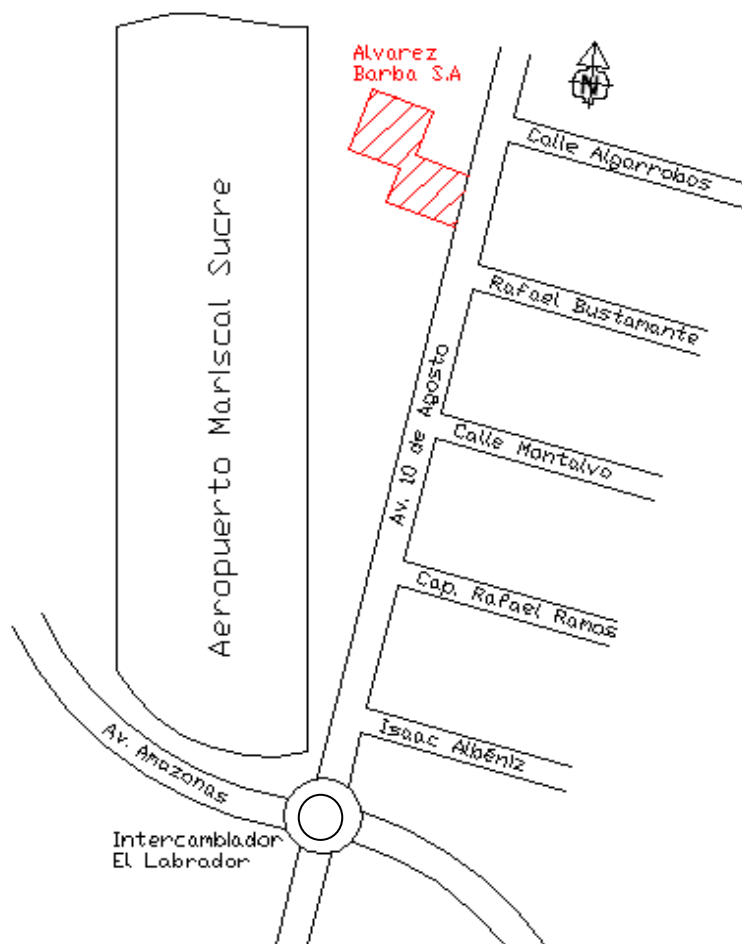 Alvarez
Barba S.A
N
Calle Algarrobos
Rafael Bustamante
Aeropuerto Mariscal Sucre
Av. 10 de Agosto
Calle Montalvo
Cap. Rafael Ramos
Isaac Albéniz
Av. Amazonas
Intercambiador
El Labrador